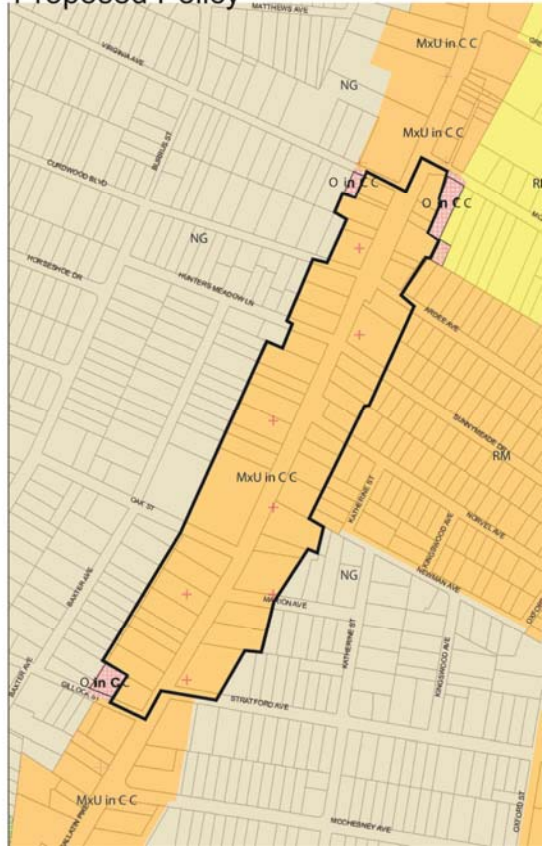 Proposed Policy
MATTHEWS AVE
VIRGINIA AVE
MxU in C C
NG
BURRUS ST
MxU in C C
CURDWOOD BLVD
O in C C
O in C C
NG
HORSESHOE DR
HUNTERS MEADOW LN
ARDEE AVE
SUNNYMEADE DR
RM
MxU in C C
KATHERINE ST
OAK ST
NORVEL AVE
KINGSWOOD AVE
NEWMAN AVE
NG
BAXTER AVE
MARION AVE
KATHERINE ST
KINGSWOOD AVE
BAXTER AVE
O in C C
STRATFORD AVE
MxU in C C
OXFORD ST
MCCHESNEY AVE